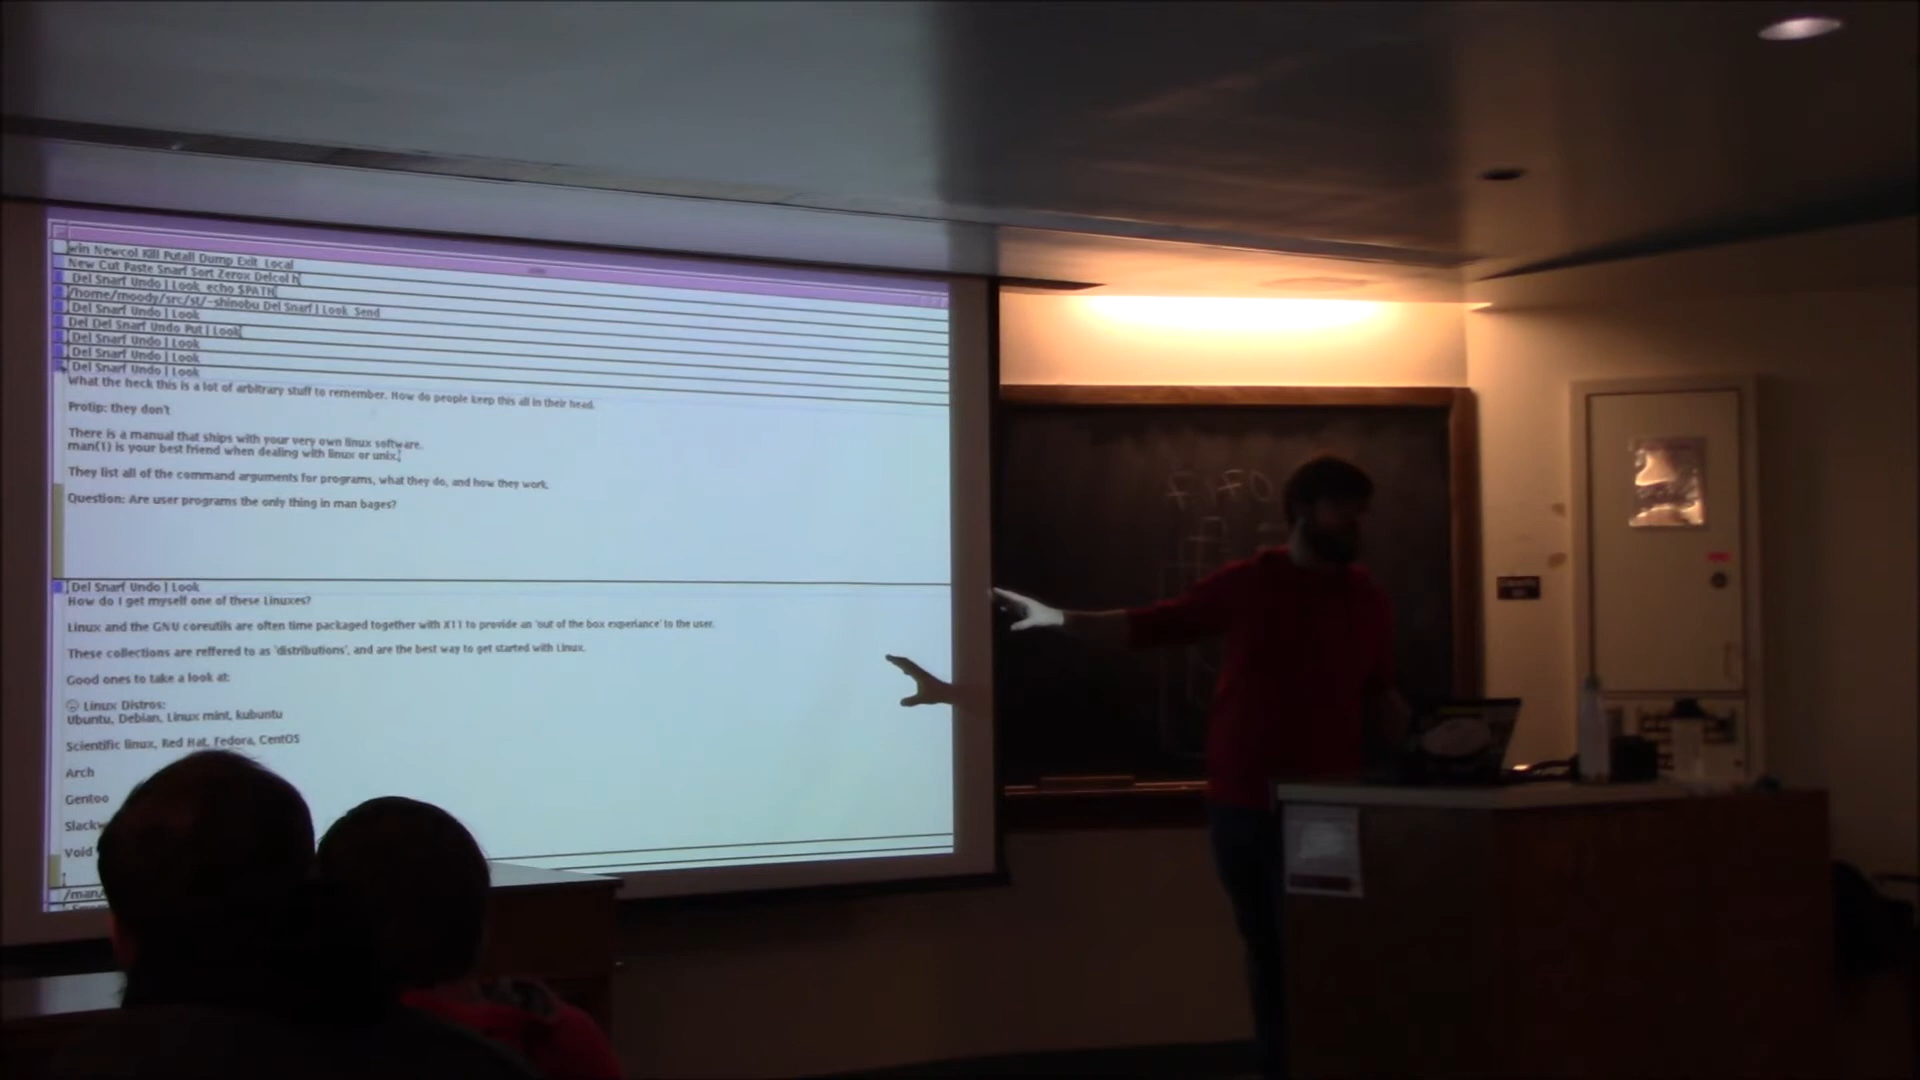 win Newcol Kill Putall Dump Exit Local
New Cut Paste Snarf Sort Zerox Delcol h
Del Snarf Undo | Look echo $PATH
/home/moody/src/st/-shinobu Del Snarf | Look Send
Del Snarf Undo | Look
Del Del Snarf Undo Put | Look
Del Snarf Undo | Look
Del Snarf Undo | Look
Del Snarf Undo | Look
What the heck this is a lot of arbitrary stuff to remember. How do people keep this all in their head.
Protip: they don't
There is a manual that ships with your very own linux software.
man(1) is your best friend when dealing with linux or unix.
They list all of the command arguments for programs, what they do, and how they work.
Question: Are user programs the only thing in man bages?
Del Snarf Undo | Look
How do I get myself one of these Linuxes?
Linux and the GNU coreutils are often time packaged together with X11 to provide an 'out of the box experiance' to the user.
These collections are reffered to as 'distributions', and are the best way to get started with Linux.
Good ones to take a look at:
☺ Linux Distros:
Ubuntu, Debian, Linux mint, kubuntu
Scientific linux, Red Hat, Fedora, CentOS
Arch
Gentoo
Slackw
Void
/man/
FIFO